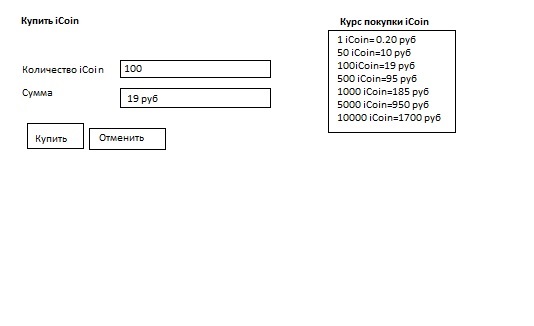 Купить iCoin
Количество iCoin
100
Сумма
19 руб
Купить
Отменить
Курс покупки iCoin
1 iCoin= 0.20 руб
50 iCoin=10 руб
100iCoin=19 руб
500 iCoin=95 руб
1000 iCoin=185 руб
5000 iCoin=950 руб
10000 iCoin=1700 руб